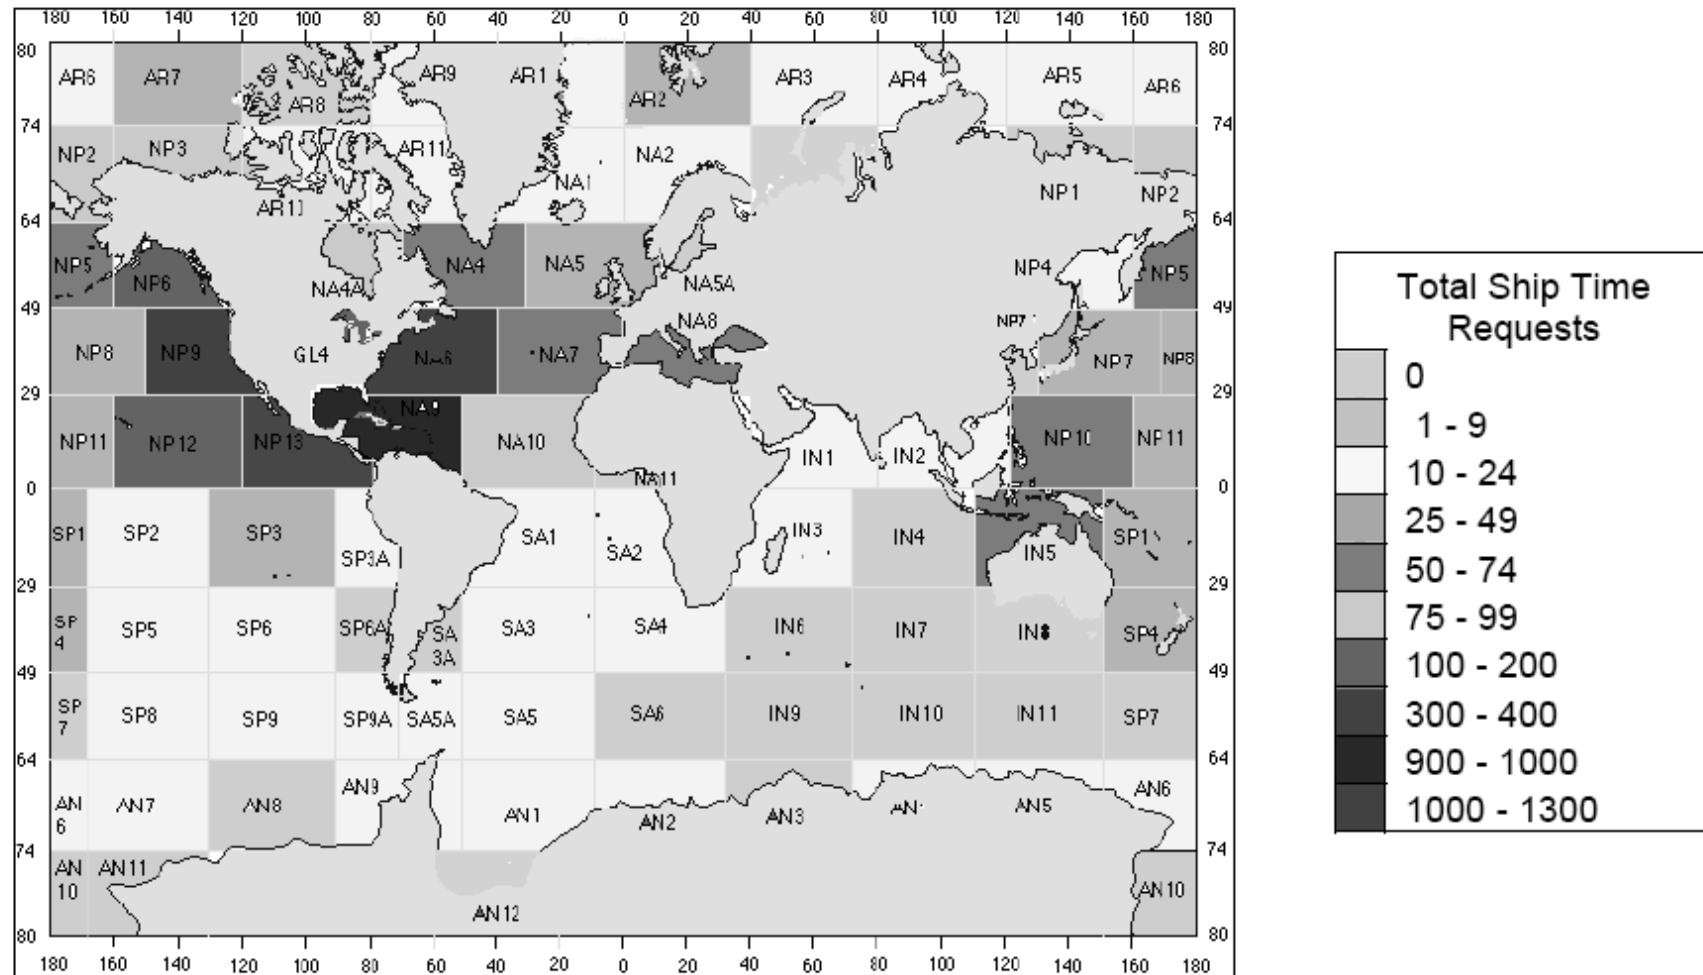 180 160 140 120 100 80 60 40 20 0 20 40 60 80 100 120 140 160 180
80 80
AR6 AR7 AR8 AR9 AR1 AR2 AR3 AR4 AR5 AR6
74 74
NP2 NP3 AR11 NA2 NA1 NP1 NP2
64 64
NP5 NP6 NA4A NA4 NA5 NA5A NP4 NP5
49 49
NP8 NP9 GL4 NA6 NA7 NA8 NP7 NP7 NP8
29 29
NP11 NP12 NP13 NA9 NA10 NA11 IN1 IN2 NP10 NP11
0 0
SP1 SP2 SP3 SP3A SA1 SA2 IN3 IN4 IN5 SP1
29 29
SP
4
SP5 SP6 SP6A SA
3A
SA3 SA4 IN6 IN7 IN8 SP4
49 49
SP
7
SP8 SP9 SP9A SA5A SA5 SA6 IN9 IN10 IN11 SP7
64 64
AN
6
AN7 AN8 AN9 AN1 AN2 AN3 AN5 AN6
74 74
AN
10
AN11 AN12 AN10
80 80
180 160 140 120 100 80 60 40 20 0 20 40 60 80 100 120 140 160 180
Total Ship Time
Requests
0
1 - 9
10 - 24
25 - 49
50 - 74
75 - 99
100 - 200
300 - 400
900 - 1000
1000 - 1300